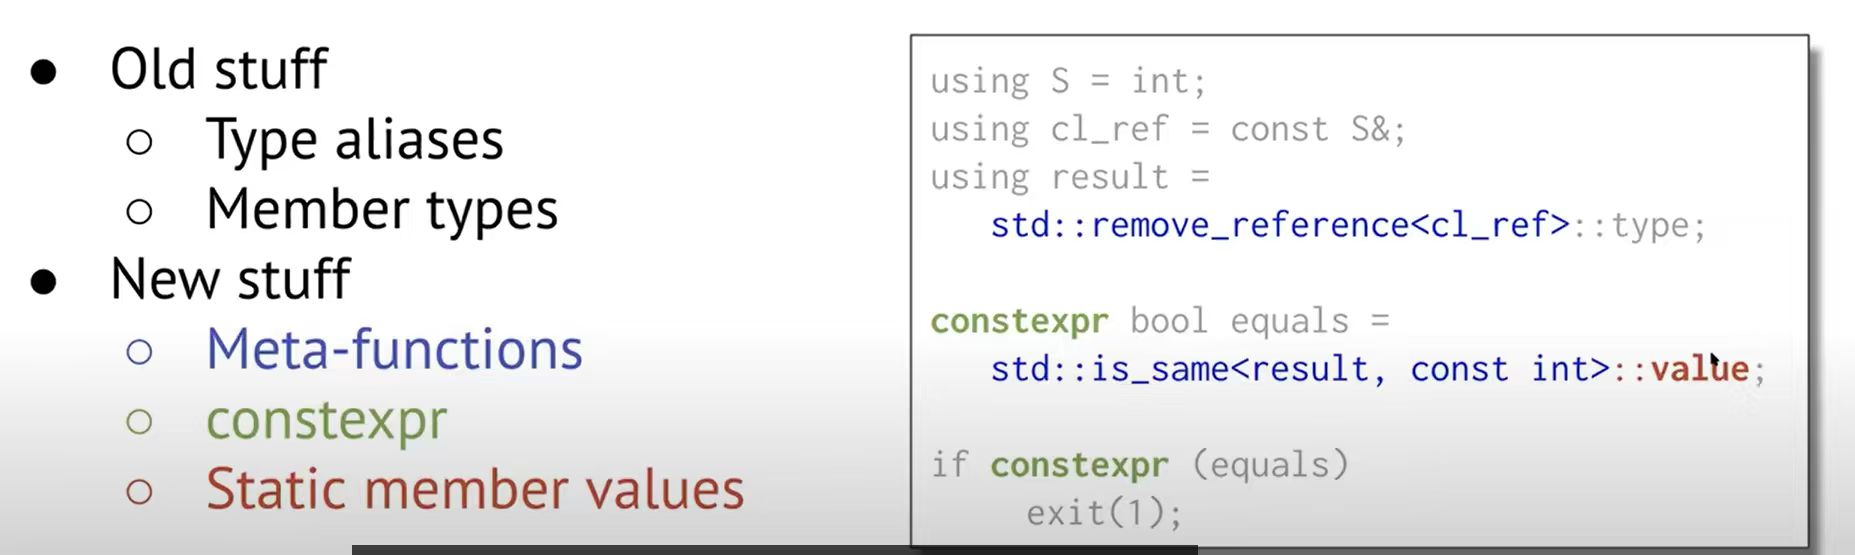 Old stuff
Type aliases
Member types
New stuff
Meta-functions
constexpr
Static member values
using S = int;
using cl_ref = const S&;
using result =
std::remove_reference<cl_ref>::type;
constexpr bool equals =
std::is_same<result, const int>::value;
if constexpr (equals)
exit(1);